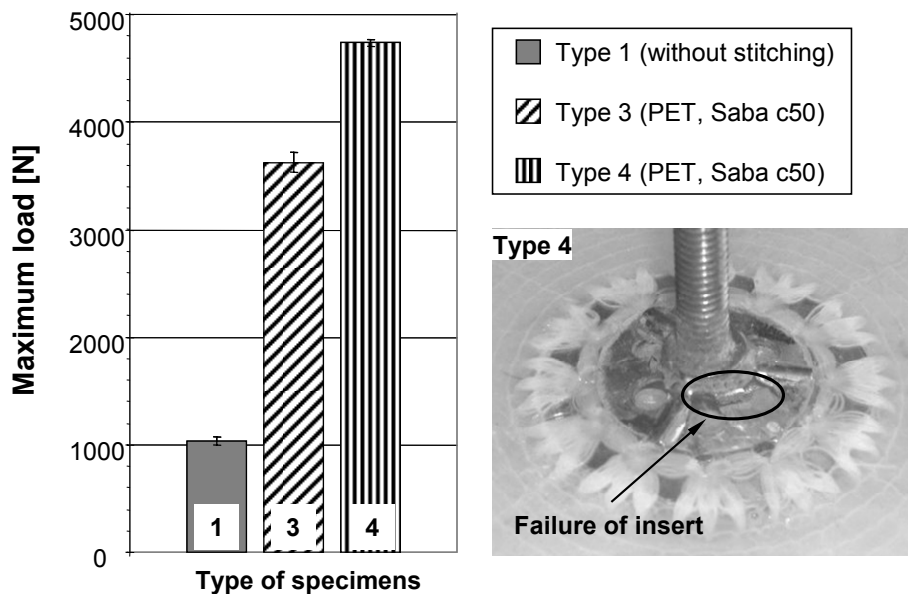 Maximum load [N]
5000
4000
3000
2000
1000
0
1
3
4
Type of specimens
Type 1 (without stitching)
Type 3 (PET, Saba c50)
Type 4 (PET, Saba c50)
Type 4
Failure of insert